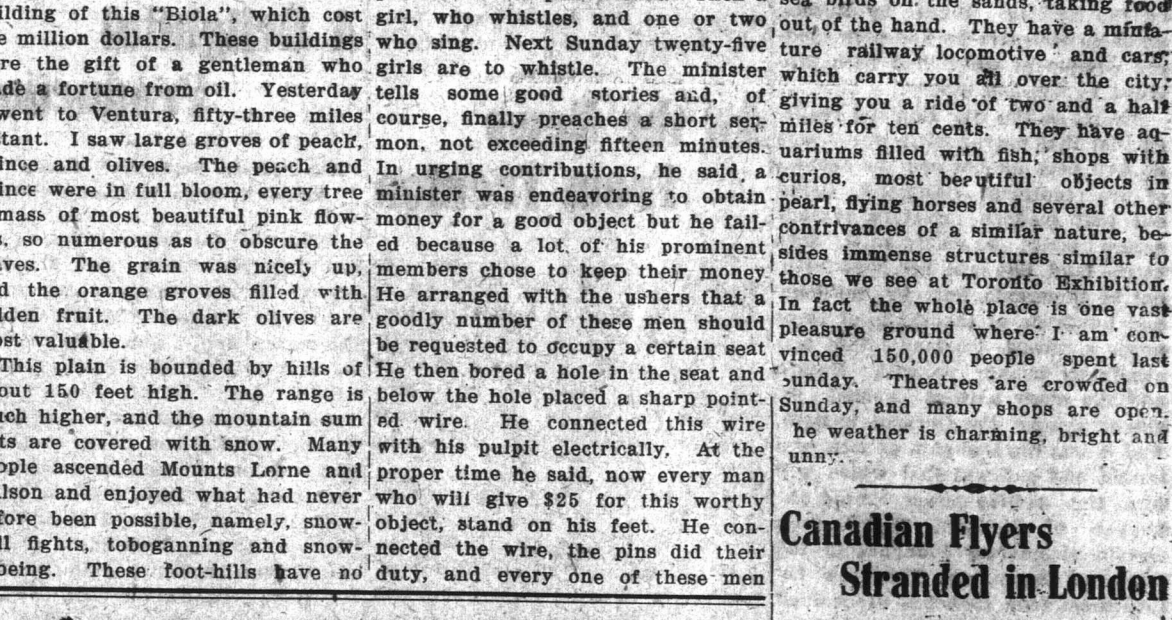 ilding of this "Biola", which cost
e million dollars. These buildings
re the gift of a gentleman who
de a fortune from oil. Yesterday
went to Ventura, fifty-three miles
tant. I saw large groves of peach,
ince and olives. The peach and
ince were in full bloom, every tree
mass of most beautiful pink flow-
s, so numerous as to obscure the
ves. The grain was nicely up,
d the orange groves filled with
lden fruit. The dark olives are
ost valuable.
This plain is bounded by hills of
out 150 feet high. The range is
ch higher, and the mountain sum
ts are covered with snow. Many
ople ascended Mounts Lorne and
lson and enjoyed what had never
fore been possible, namely, snow-
ll fights, toboganning and snow-
being. These foot-hills have no
girl, who whistles, and one or two
who sing. Next Sunday twenty-five
girls are to whistle. The minister
tells some good stories and, of
course, finally preaches a short ser-
mon, not exceeding fifteen minutes.
In urging contributions, he said, a
minister was endeavoring to obtain
money for a good object but he fail-
ed because a lot of his prominent
members chose to keep their money
He arranged with the ushers that a
goodly number of these men should
be requested to occupy a certain seat
He then bored a hole in the seat and
below the hole placed a sharp point-
ed wire. He connected this wire
with his pulpit electrically. At the
proper time he said, now every man
who will give $25 for this worthy
object, stand on his feet. He con-
nected the wire, the pins did their
duty, and every one of these men
sea birds on the sands, taking food
out of the hand. They have a minia-
ture railway locomotive and cars,
which carry you all over the city,
giving you a ride of two and a half
miles for ten cents. They have aq-
uariums filled with fish, shops with
curios, most beautiful objects in
pearl, flying horses and several other
contrivances of a similar nature, be-
sides immense structures similar to
those we see at Toronto Exhibition.
In fact the whole place is one vast
pleasure ground where I am con-
vinced 150,000 people spent last
Sunday. Theatres are crowded on
Sunday, and many shops are open.
he weather is charming, bright and
unny.
Canadian Flyers
Stranded in London